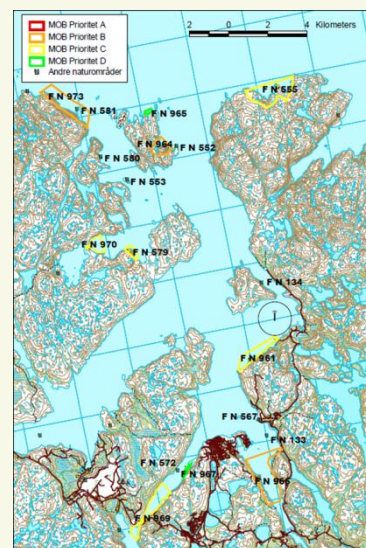 MOB Prioritet A
MOB Prioritet B
MOB Prioritet C
MOB Prioritet D
Andre naturområder
2 0 2 4 Kilometers
F N 973
F N 581
F N 965
F N 555
F N 964
F N 552
F N 580
F N 553
F N 970
F N 579
F N 134
F N 961
F N 567
F N 133
F N 572
F N 967
F N 966
F N 969